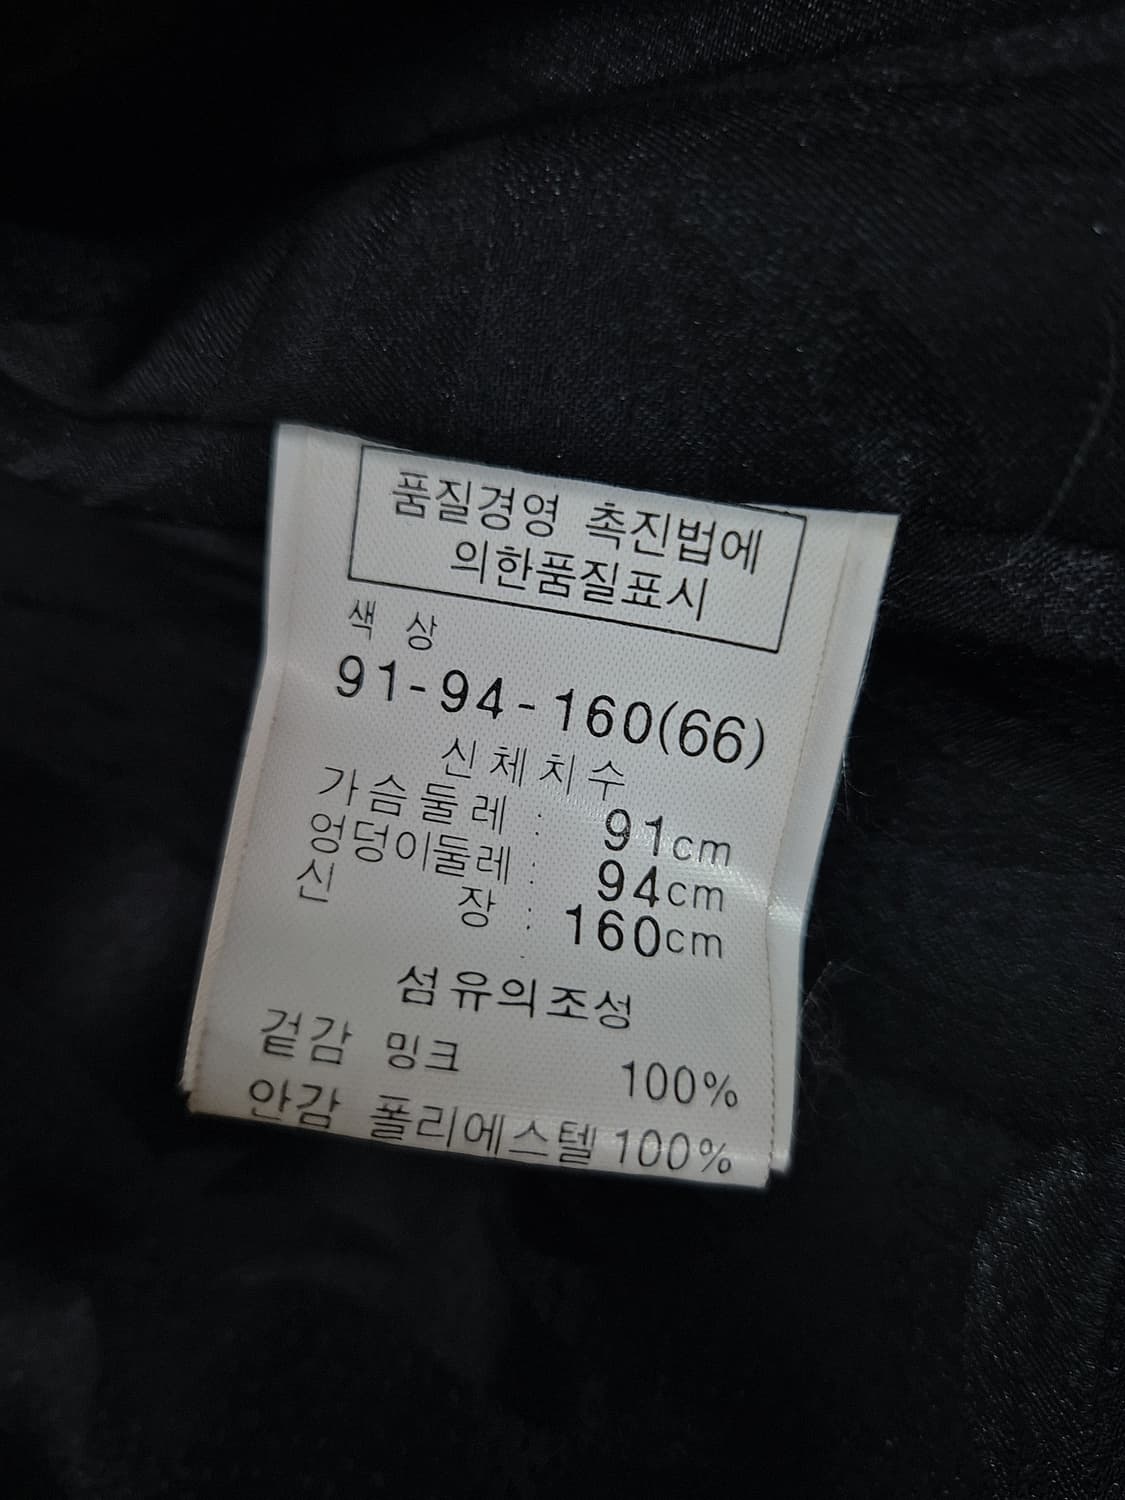 품질경영 촉진법에
의한품질표시
색 상
91-94-160(66)
신체치수
가슴둘레 : 91cm
엉덩이둘레 : 94cm
신 장 : 160cm
섬유의조성
겉감 밍크 100%
안감 폴리에스텔 100%